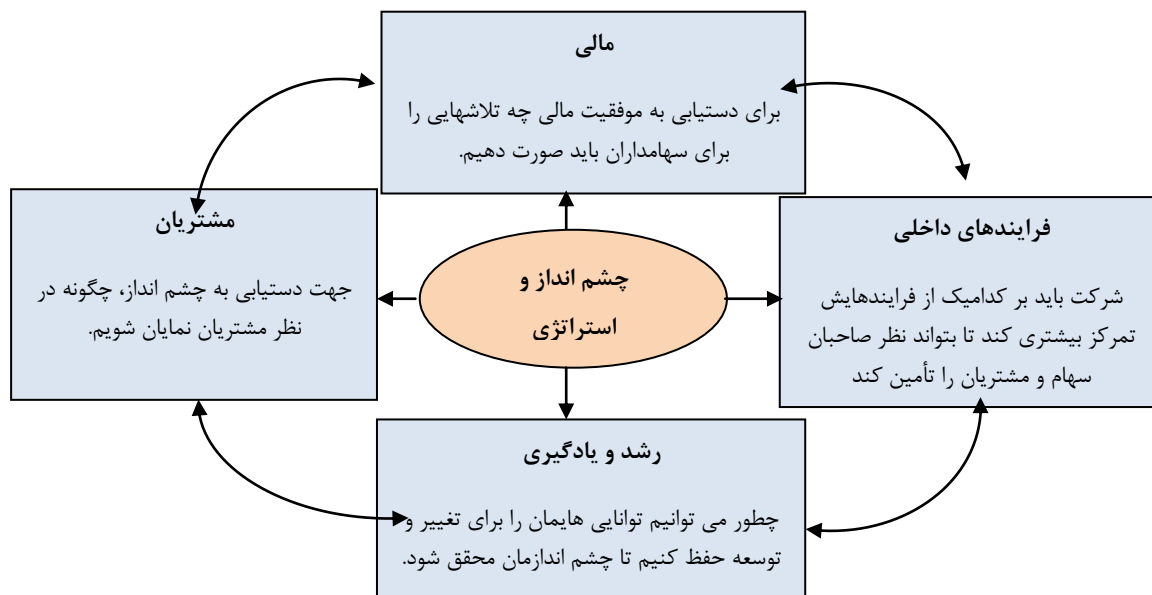 مالی
برای دستیابی به موفقیت مالی چه تلاشهایی را
برای سهامداران باید صورت دهیم.
فرایندهای داخلی
شرکت باید بر کدامیک از فرایندهایش
تمرکز بیشتری کند تا بتواند نظر صاحبان
سهام و مشتریان را تأمین کند
چشم انداز و
استراتژی
مشتریان
جهت دستیابی به چشم انداز، چگونه در
نظر مشتریان نمایان شویم.
رشد و یادگیری
چطور می توانیم توانایی هایمان را برای تغییر و
توسعه حفظ کنیم تا چشم اندازمان محقق شود.